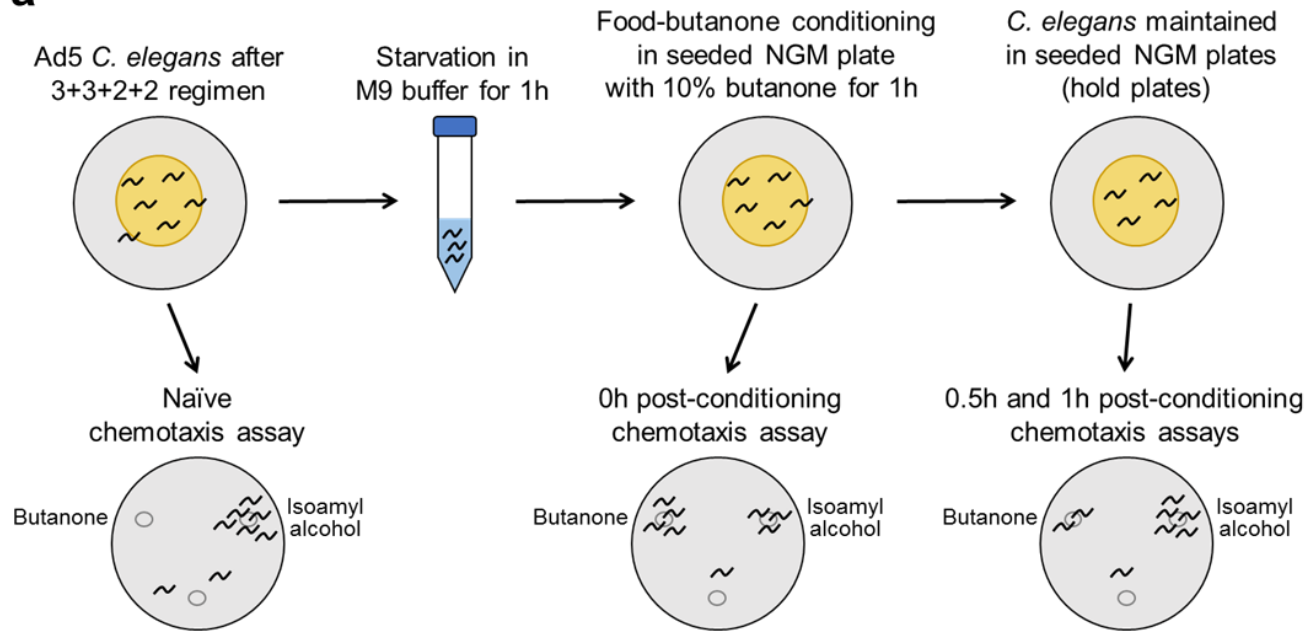 a
Ad5 C. elegans after
3+3+2+2 regimen
Starvation in
M9 buffer for 1h
Food-butanone conditioning
in seeded NGM plate
with 10% butanone for 1h
C. elegans maintained
in seeded NGM plates
(hold plates)
Naïve
chemotaxis assay
0h post-conditioning
chemotaxis assay
0.5h and 1h post-conditioning
chemotaxis assays
Butanone
Isoamyl
alcohol
Butanone
Isoamyl
alcohol
Butanone
Isoamyl
alcohol